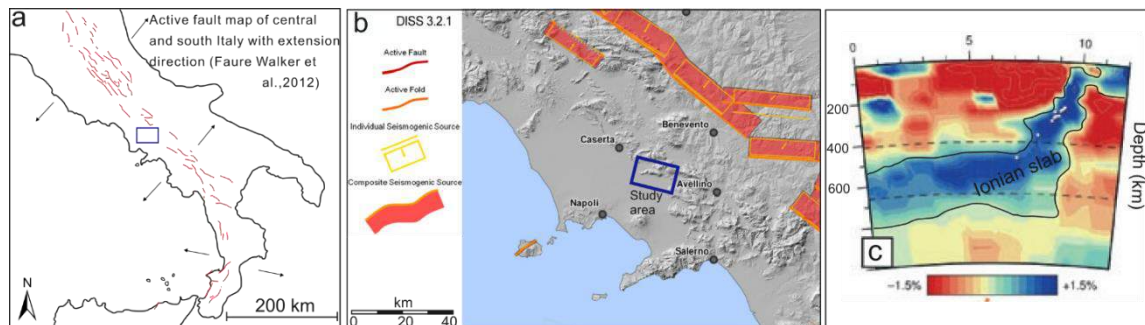 a
Active fault map of central
and south Italy with extension
direction (Faure Walker et
al.,2012)
N
200 km
b
DISS 3.2.1
Active Fault
Active Fold
Individual Seismogenic Source
Composite Seismogenic Source
km
0 20 40
Benevento
Caserta
Avellino
Study
area
Napoli
Salerno
0 5 10
200
400
600
Depth (km)
Ionian slab
c
−1.5% +1.5%